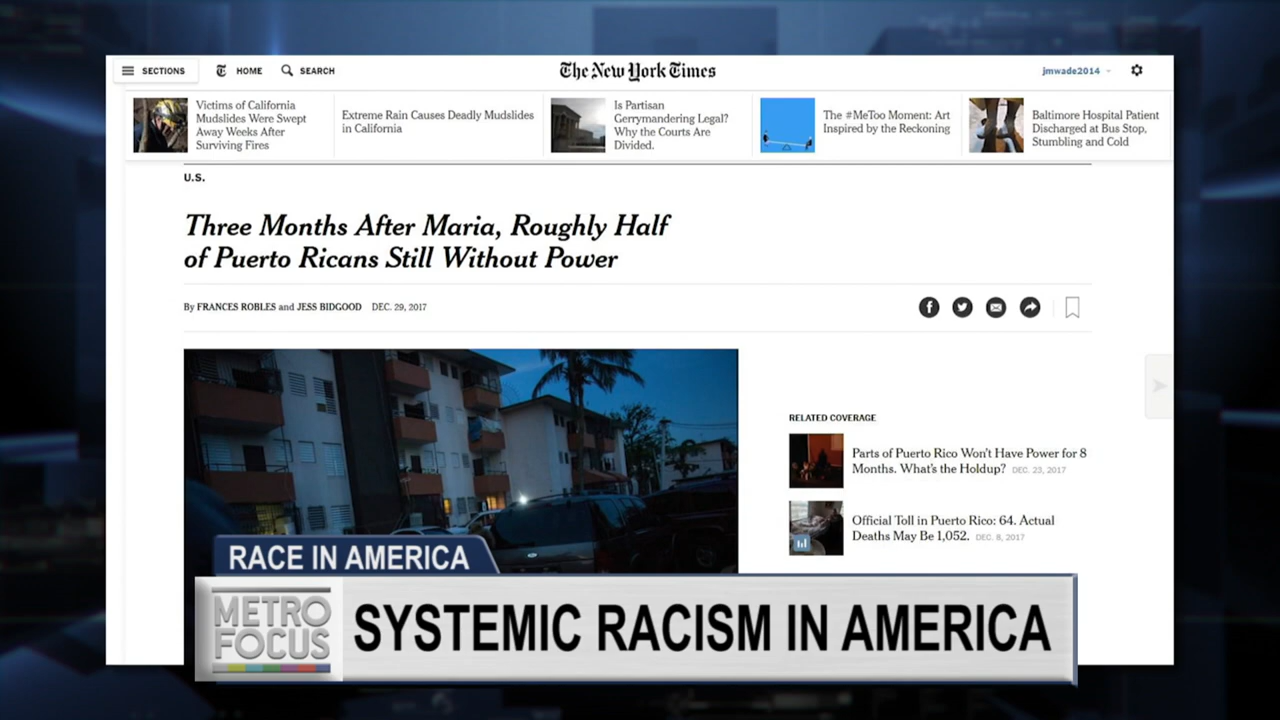 SECTIONS
HOME
SEARCH
The New York Times
jmwade2014
Victims of California
Mudslides Were Swept
Away Weeks After
Surviving Fires
Extreme Rain Causes Deadly Mudslides
in California
Is Partisan
Gerrymandering Legal?
Why the Courts Are
Divided.
The #MeToo Moment: Art
Inspired by the Reckoning
Baltimore Hospital Patient
Discharged at Bus Stop,
Stumbling and Cold
U.S.
Three Months After Maria, Roughly Half
of Puerto Ricans Still Without Power
By FRANCES ROBLES and JESS BIDGOOD DEC. 29, 2017
RELATED COVERAGE
Parts of Puerto Rico Won't Have Power for 8
Months. What's the Holdup? DEC. 23, 2017
Official Toll in Puerto Rico: 64. Actual
Deaths May Be 1,052. DEC. 8, 2017
RACE IN AMERICA
METRO
FOCUS
SYSTEMIC RACISM IN AMERICA